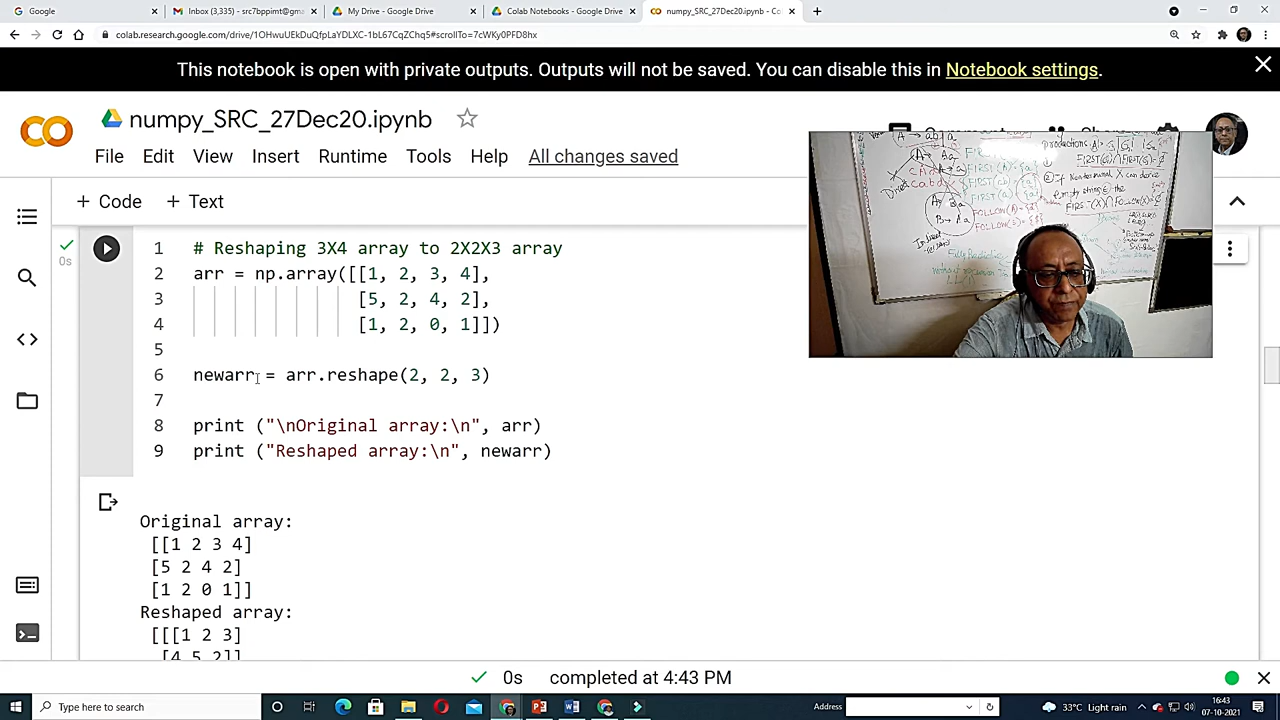 Google
Inbox (3,335) - src7bppimt@gma
My Drive - Google Drive
Colab Notebooks - Google Drive
numpy_SRC_27Dec20.ipynb - Co
colab.research.google.com/drive/1OHwuUEkDuQfpLaYDLXC-1bL67CqZChq5#scrollTo=7cWKy0PFD8hx
This notebook is open with private outputs. Outputs will not be saved. You can disable this in Notebook settings.
numpy_SRC_27Dec20.ipynb
File Edit View Insert Runtime Tools Help All changes saved
+ Code + Text
0s
1 # Reshaping 3X4 array to 2X2X3 array
2 arr = np.array([[1, 2, 3, 4],
3 [5, 2, 4, 2],
4 [1, 2, 0, 1]])
5
6 newarr = arr.reshape(2, 2, 3)
7
8 print ("\nOriginal array:\n", arr)
9 print ("Reshaped array:\n", newarr)
Original array:
[[1 2 3 4]
[5 2 4 2]
[1 2 0 1]]
Reshaped array:
[[[1 2 3]
[4 5 2]]
0s completed at 4:43 PM
Type here to search
Address
33°C Light rain
16:43
07-10-2021